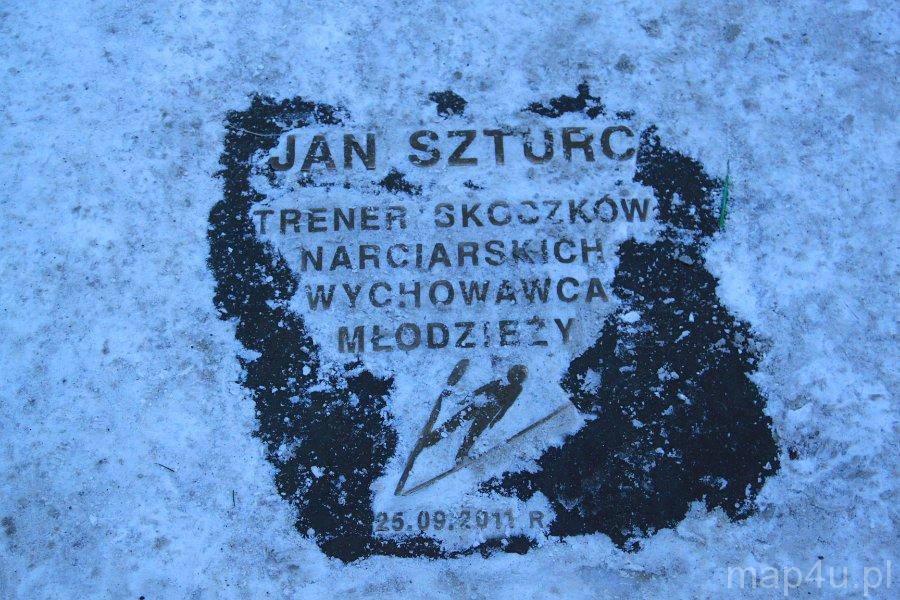 JAN SZTURC
TRENER SKOCZKÓW
NARCIARSKICH
WYCHOWAWCA
MŁODZIEŻY
25.09.2011 R
map4u.pl